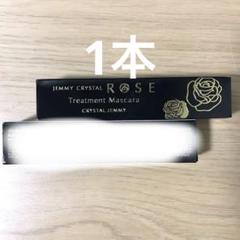 1本
JEMMY CRYSTAL ROSE
Treatment Mascara
CRYSTAL JEMMY